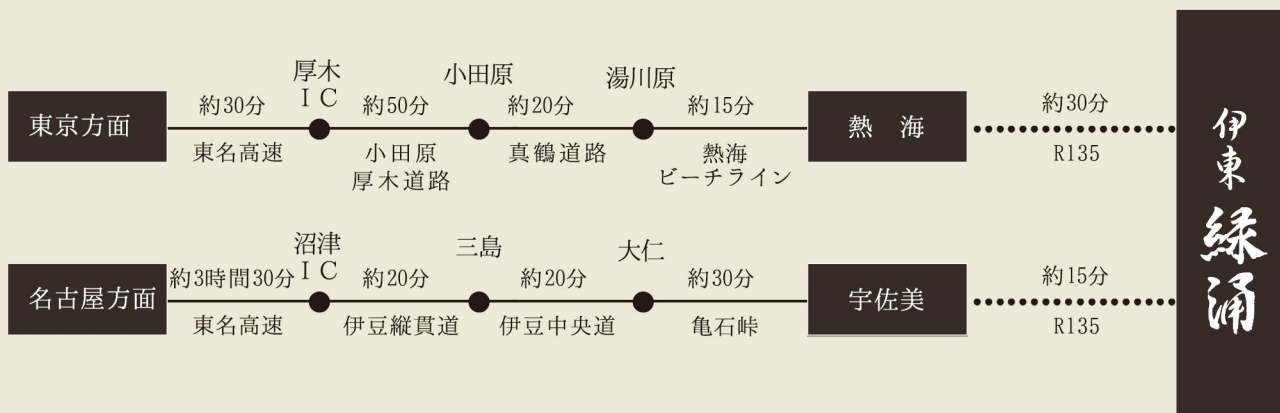 厚木
ＩＣ
小田原
湯川原
東京方面
約30分
約50分
約20分
約15分
熱　海
約30分
東名高速
小田原
厚木道路
真鶴道路
熱海
ビーチライン
R135
沼津
ＩＣ
三島
大仁
名古屋方面
約3時間30分
約20分
約20分
約30分
宇佐美
約15分
東名高速
伊豆縦貫道
伊豆中央道
亀石峠
R135
伊東
緑涌